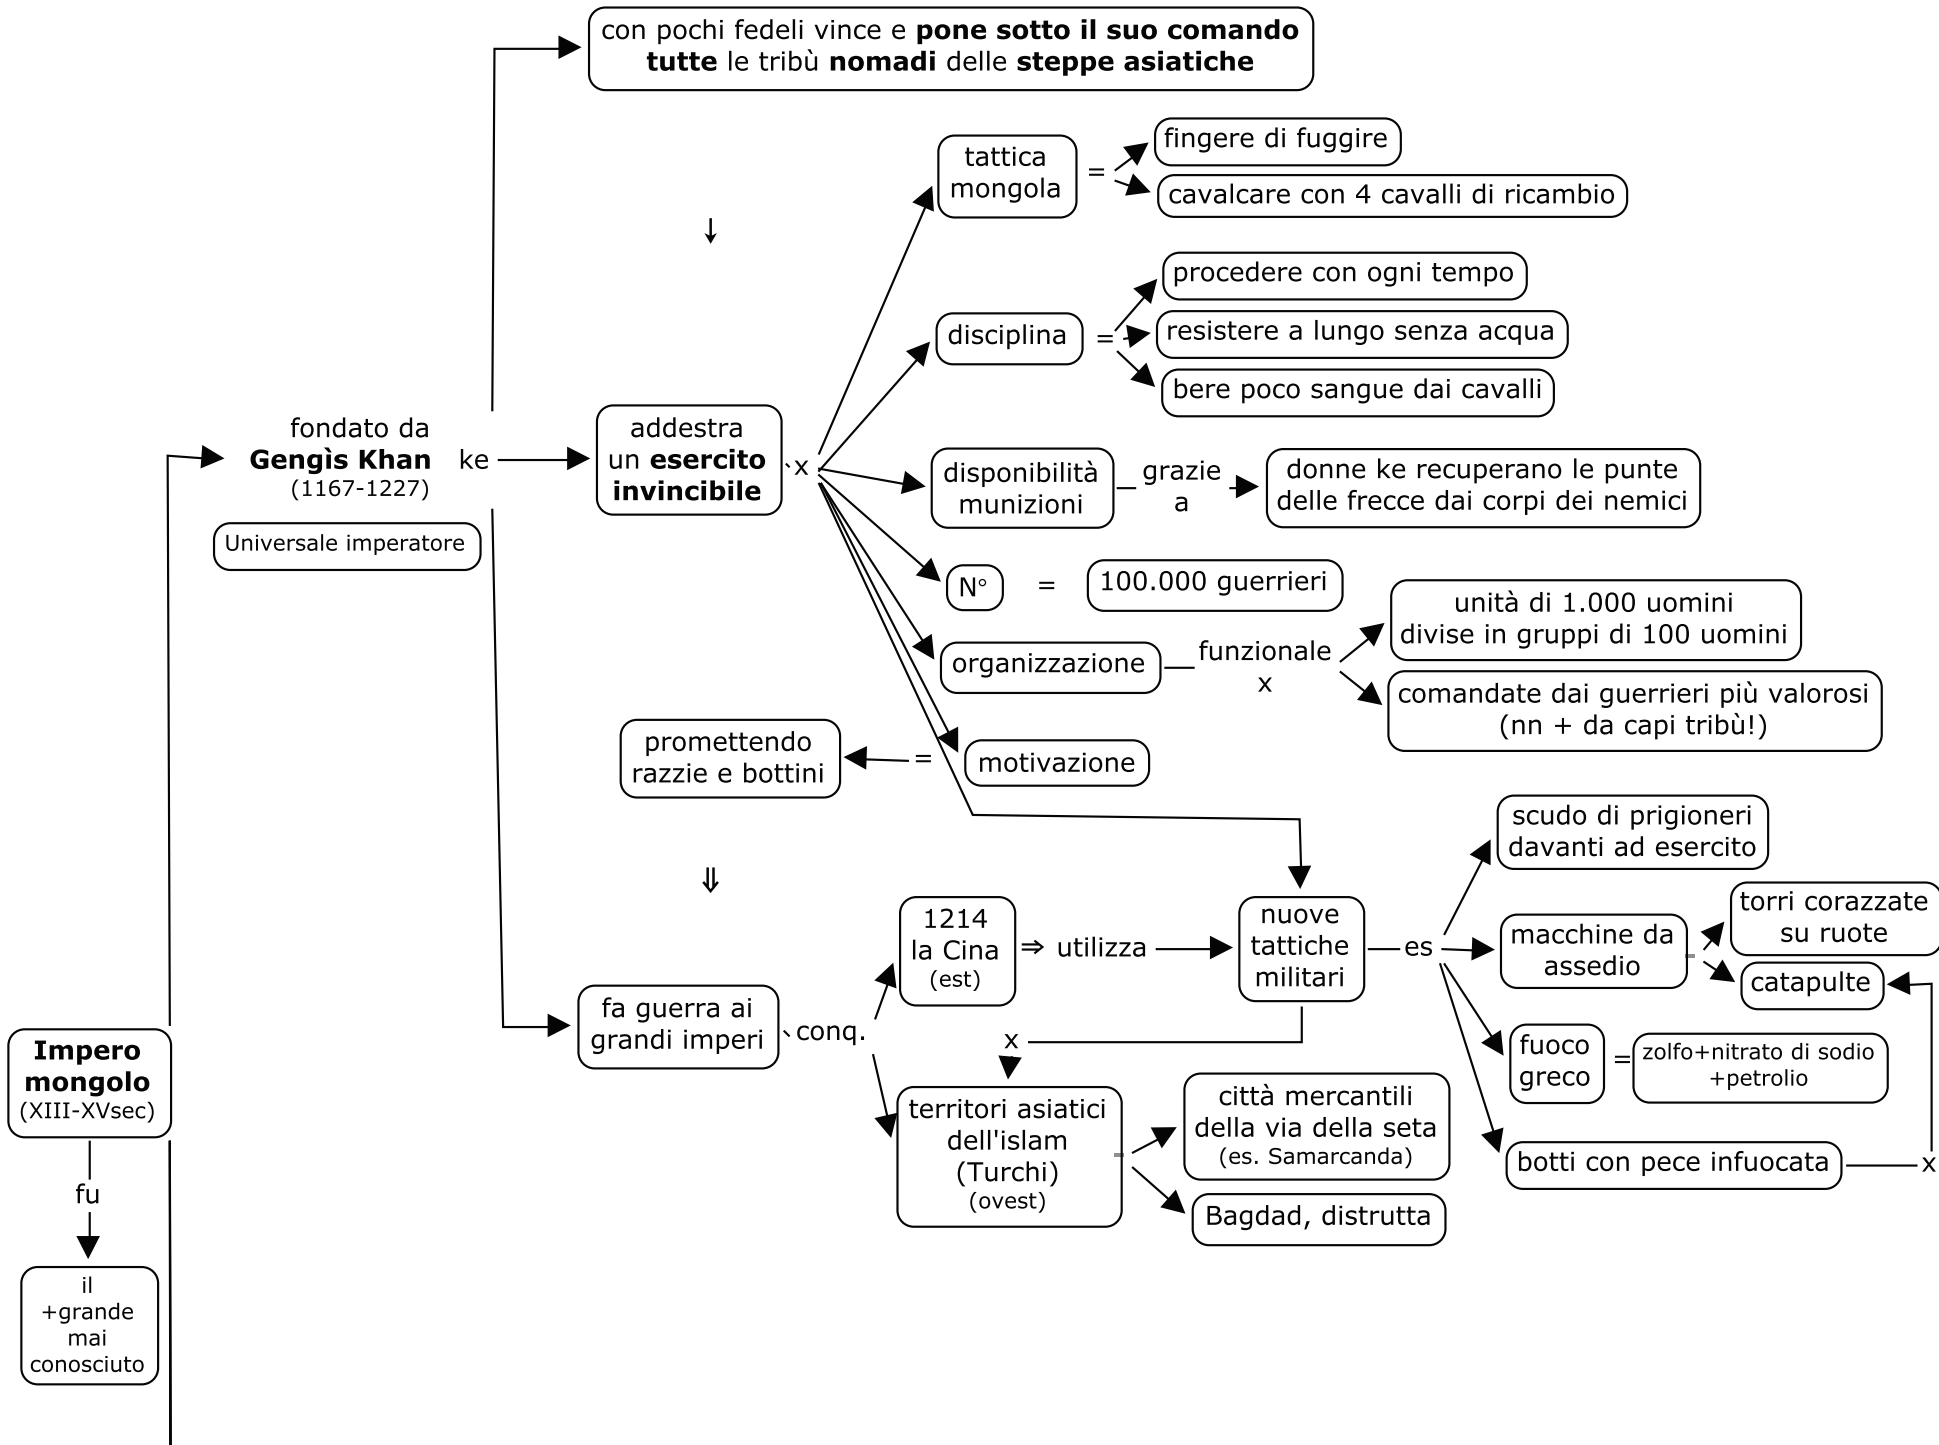 con pochi fedeli vince e pone sotto il suo comando
tutte le tribù nomadi delle steppe asiatiche
tattica
mongola
=
fingere di fuggire
cavalcare con 4 cavalli di ricambio
↓
disciplina
=
procedere con ogni tempo
resistere a lungo senza acqua
bere poco sangue dai cavalli
fondato da
Gengìs Khan
(1167-1227)
ke
Universale imperatore
addestra
un esercito
invincibile
x
disponibilità
munizioni
grazie
a
donne ke recuperano le punte
delle frecce dai corpi dei nemici
N°
=
100.000 guerrieri
organizzazione
funzionale
x
unità di 1.000 uomini
divise in gruppi di 100 uomini
comandate dai guerrieri più valorosi
(nn + da capi tribù!)
promettendo
razzie e bottini
=
motivazione
⇓
fa guerra ai
grandi imperi
conq.
1214
la Cina
(est)
⇒ utilizza
nuove
tattiche
militari
es
scudo di prigioneri
davanti ad esercito
macchine da
assedio
torri corazzate
su ruote
catapulte
fuoco
greco
=
zolfo+nitrato di sodio
+petrolio
botti con pece infuocata
x
x
territori asiatici
dell'islam
(Turchi)
(ovest)
città mercantili
della via della seta
(es. Samarcanda)
Bagdad, distrutta
Impero
mongolo
(XIII-XVsec)
fu
il
+grande
mai
conosciuto